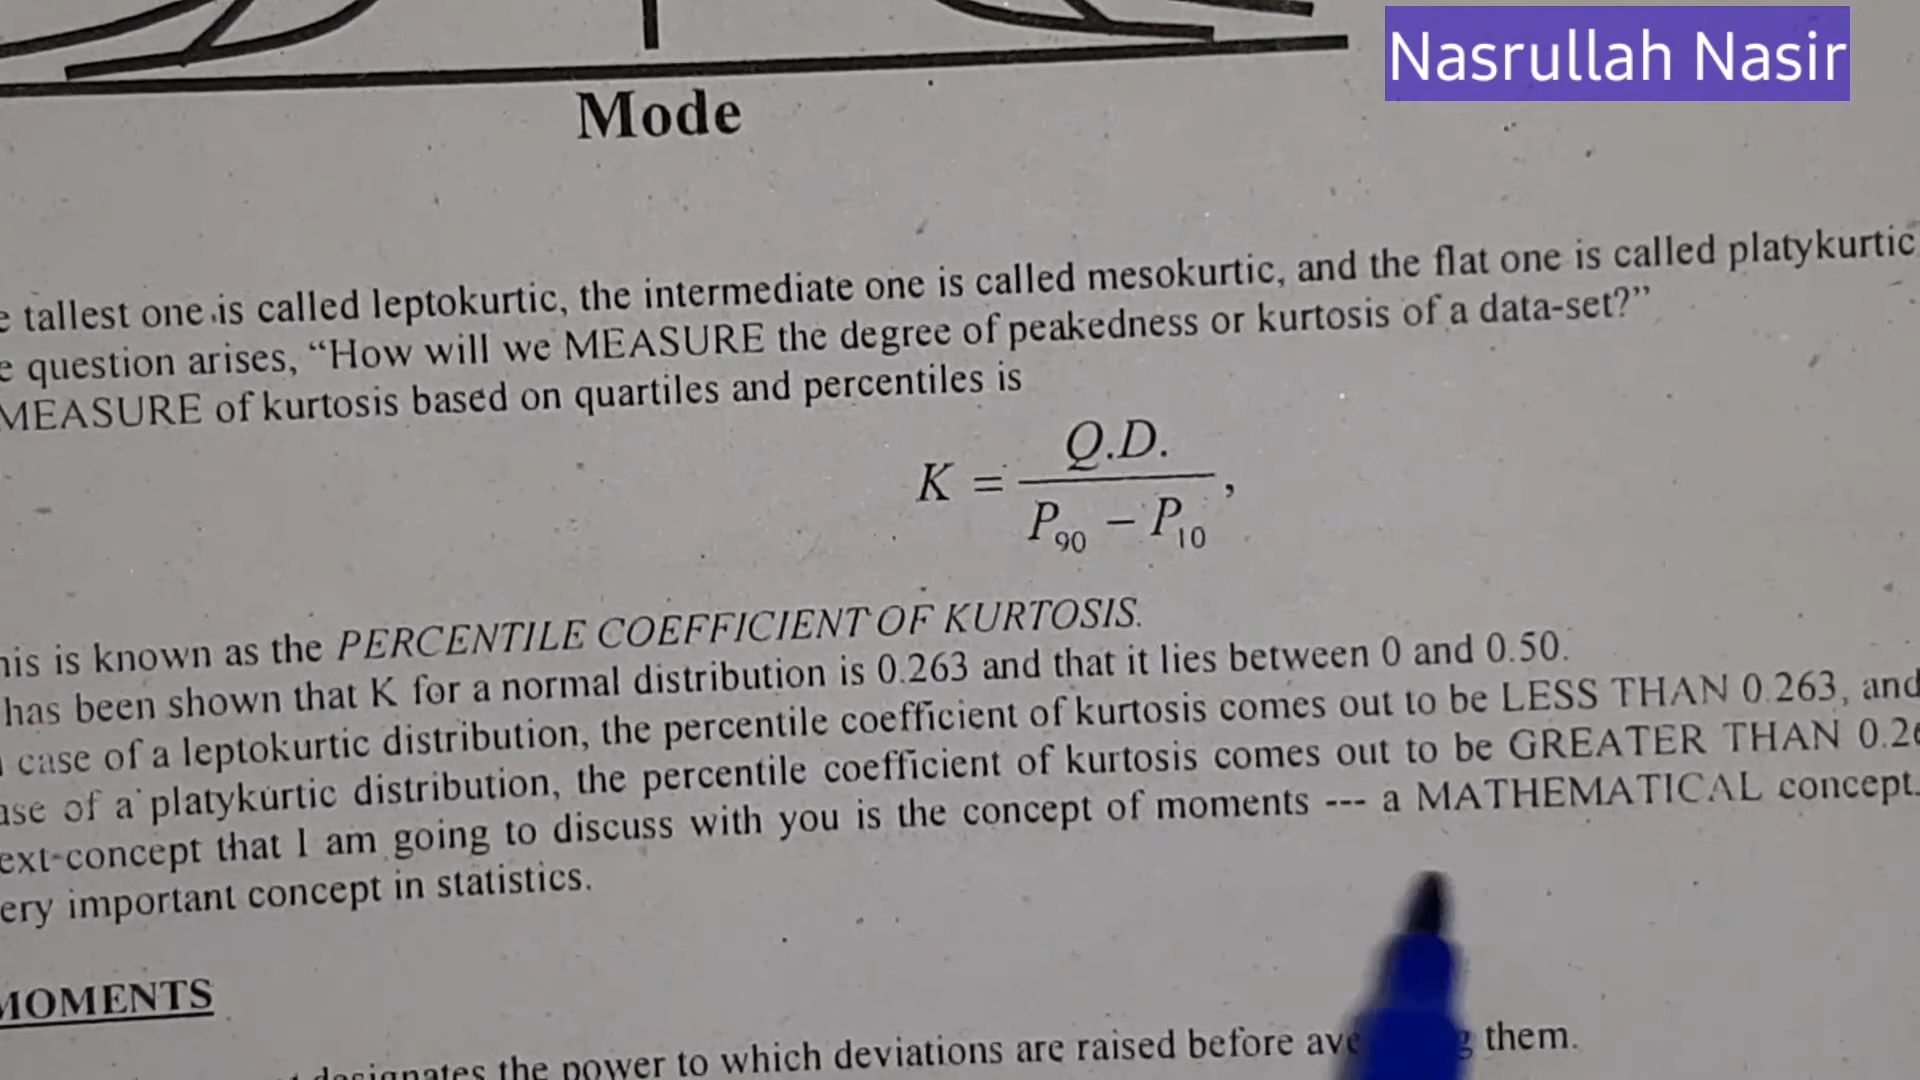 Nasrullah Nasir
Mode
tallest one is called leptokurtic, the intermediate one is called mesokurtic, and the flat one is called platykurtic
question arises, “How will we MEASURE the degree of peakedness or kurtosis of a data-set?”
MEASURE of kurtosis based on quartiles and percentiles is
K = Q.D. / P90 – P10 ,
is known as the PERCENTILE COEFFICIENT OF KURTOSIS.
has been shown that K for a normal distribution is 0.263 and that it lies between 0 and 0.50.
case of a leptokurtic distribution, the percentile coefficient of kurtosis comes out to be LESS THAN 0.263, and
of a platykurtic distribution, the percentile coefficient of kurtosis comes out to be GREATER THAN
concept that I am going to discuss with you is the concept of moments --- a MATHEMATICAL concept
important concept in statistics.
MOMENTS
designates the power to which deviations are raised before them.